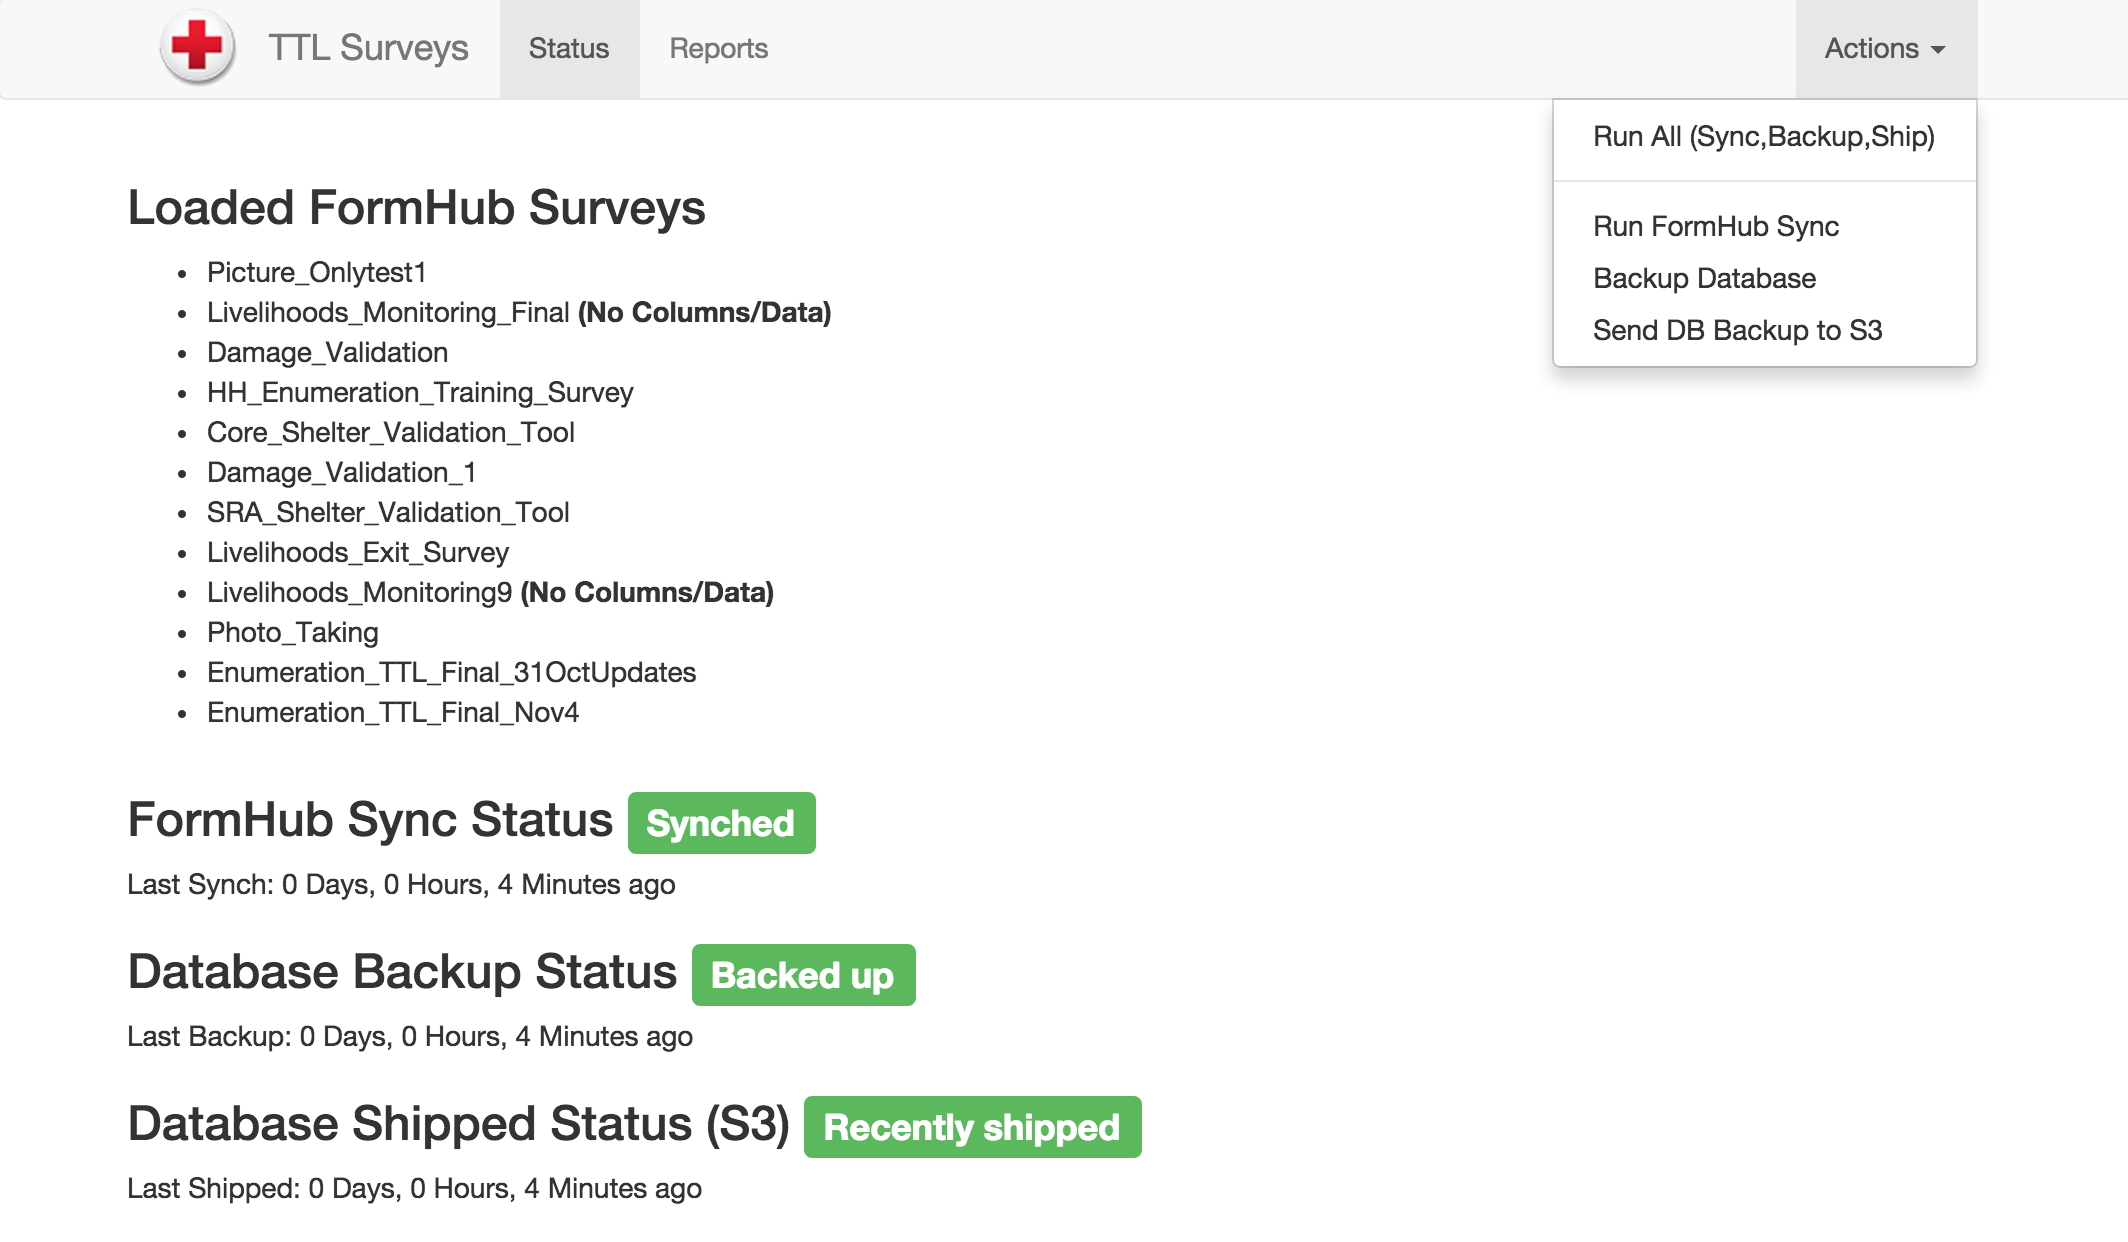 TTL Surveys Status Reports Actions
Run All (Sync,Backup,Ship)
Run FormHub Sync
Backup Database
Send DB Backup to S3
Loaded FormHub Surveys
Picture_Onlytest1
Livelihoods_Monitoring_Final (No Columns/Data)
Damage_Validation
HH_Enumeration_Training_Survey
Core_Shelter_Validation_Tool
Damage_Validation_1
SRA_Shelter_Validation_Tool
Livelihoods_Exit_Survey
Livelihoods_Monitoring9 (No Columns/Data)
Photo_Taking
Enumeration_TTL_Final_31OctUpdates
Enumeration_TTL_Final_Nov4
FormHub Sync Status Synched
Last Synch: 0 Days, 0 Hours, 4 Minutes ago
Database Backup Status Backed up
Last Backup: 0 Days, 0 Hours, 4 Minutes ago
Database Shipped Status (S3) Recently shipped
Last Shipped: 0 Days, 0 Hours, 4 Minutes ago